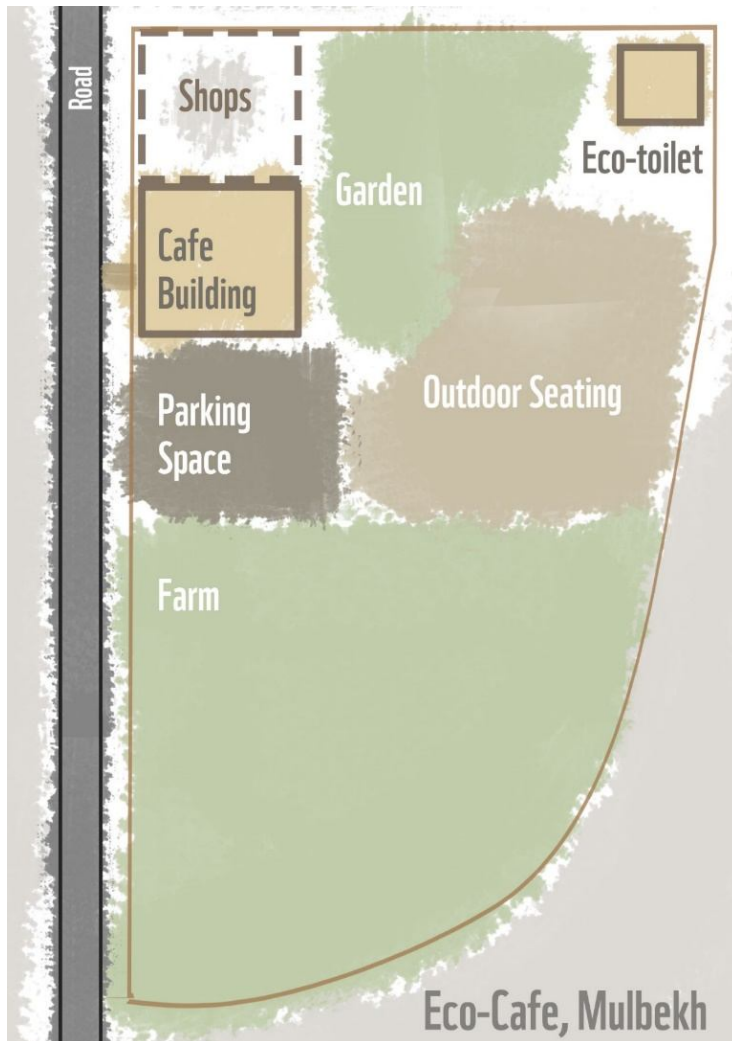 Road
Shops
Eco-toilet
Garden
Cafe
Building
Outdoor Seating
Parking
Space
Farm
Eco-Cafe, Mulbekh